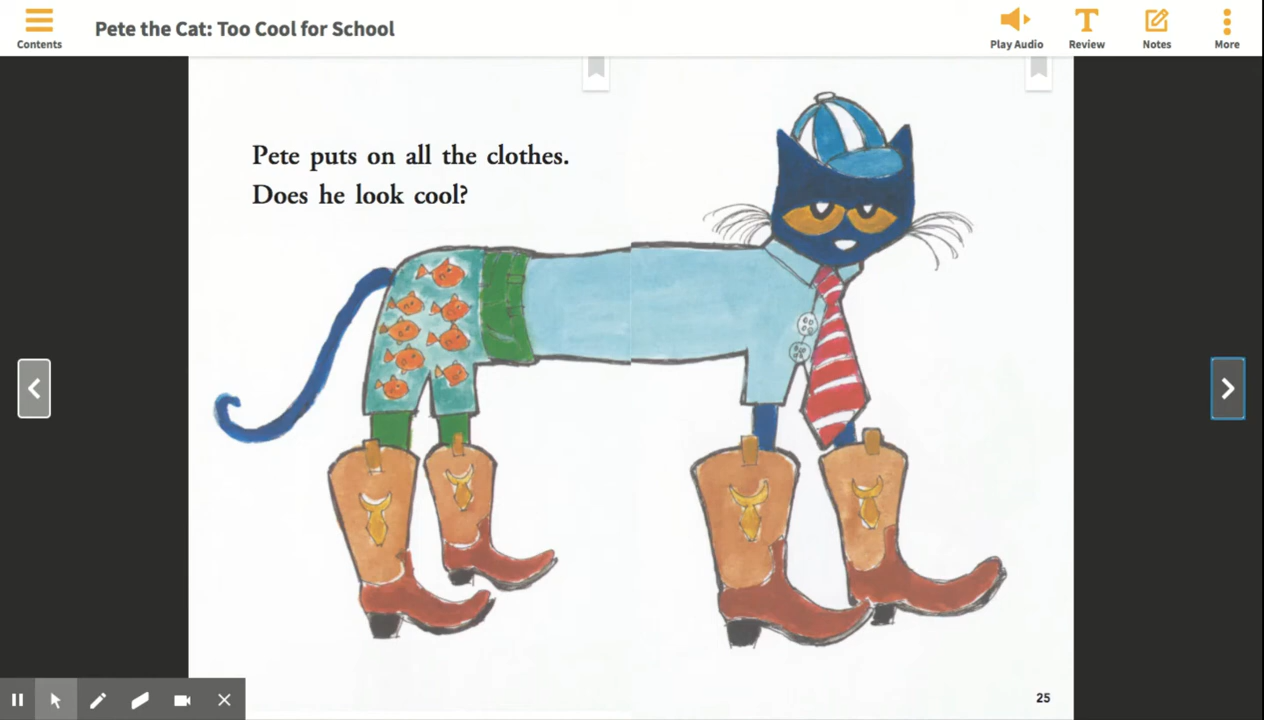 Contents
Pete the Cat: Too Cool for School
Play Audio
Review
Notes
More
Pete puts on all the clothes.
Does he look cool?
25